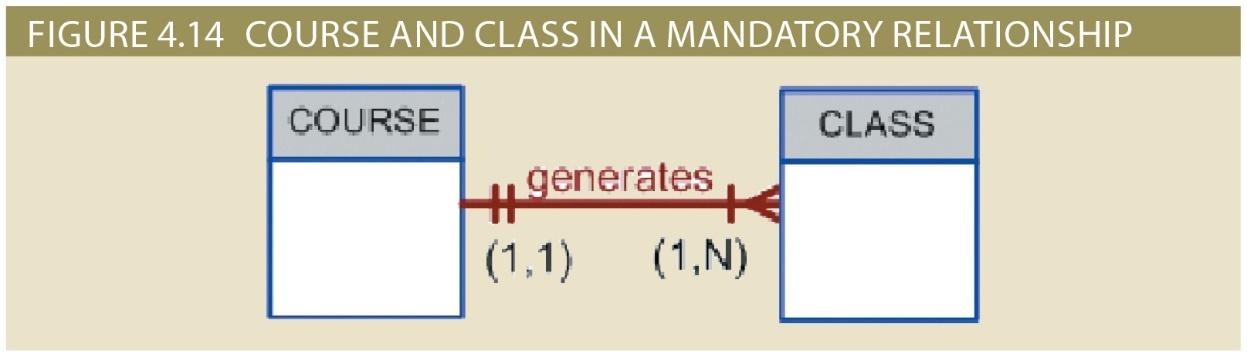 FIGURE 4.14 COURSE AND CLASS IN A MANDATORY RELATIONSHIP
COURSE
CLASS
generates
(1,1)
(1,N)